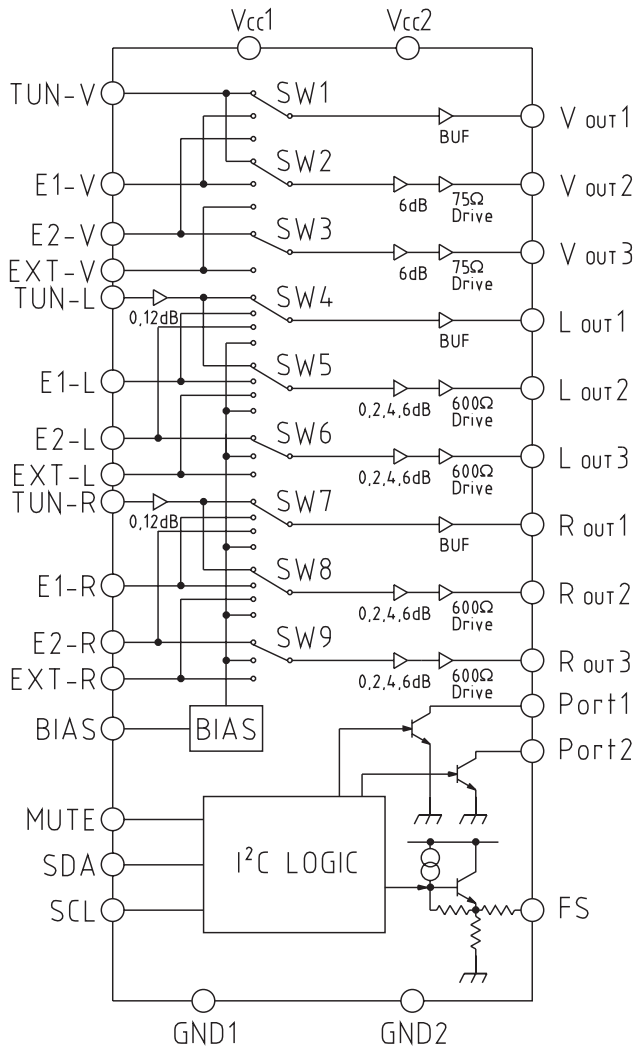 Vcc1 Vcc2
TUN-V SW1 V OUT1
BUF
SW2
E1-V V OUT2
6dB 75Ω Drive
E2-V SW3
EXT-V V OUT3
6dB 75Ω Drive
TUN-L SW4
0,12dB L OUT1
BUF
SW5
E1-L L OUT2
0,2,4,6dB 600Ω Drive
E2-L SW6
L OUT3
EXT-L 0,2,4,6dB 600Ω Drive
TUN-R SW7
0,12dB R OUT1
BUF
SW8
E1-R R OUT2
0,2,4,6dB 600Ω Drive
E2-R SW9
R OUT3
EXT-R 0,2,4,6dB 600Ω Drive
Port1
BIAS BIAS
Port2
MUTE
SDA I²C LOGIC
SCL FS
GND1 GND2